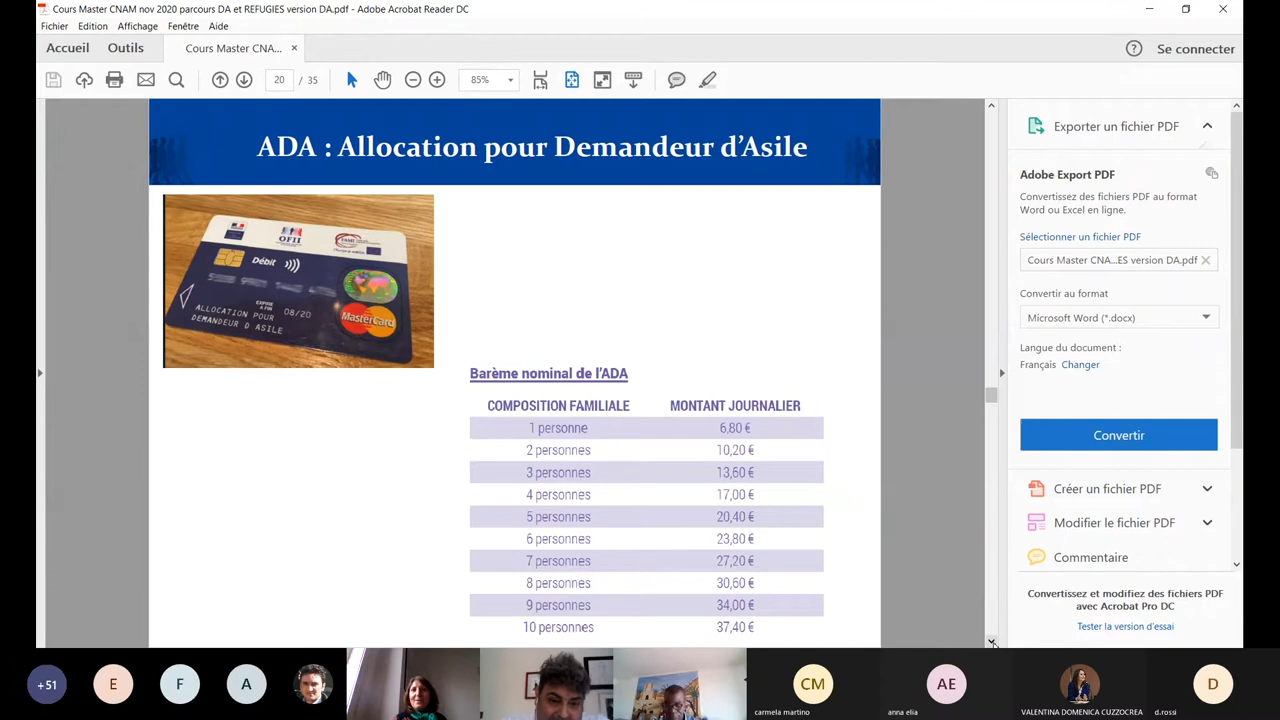 Cours Master CNAM nov 2020 parcours DA et REFUGIES version DA.pdf - Adobe Acrobat Reader DC
Fichier Edition Affichage Fenêtre Aide
Accueil Outils Cours Master CNA... × Se connecter
20 / 35 85%
ADA : Allocation pour Demandeur d'Asile
OFII
Débit
EXPIRE A FIN 08/20
ALLOCATION POUR
DEMANDEUR D ASILE
MasterCard
Barème nominal de l'ADA
COMPOSITION FAMILIALE MONTANT JOURNALIER
1 personne 6,80 €
2 personnes 10,20 €
3 personnes 13,60 €
4 personnes 17,00 €
5 personnes 20,40 €
6 personnes 23,80 €
7 personnes 27,20 €
8 personnes 30,60 €
9 personnes 34,00 €
10 personnes 37,40 €
Exporter un fichier PDF
Adobe Export PDF
Convertissez des fichiers PDF au format
Word ou Excel en ligne.
Sélectionner un fichier PDF
Cours Master CNA...ES version DA.pdf ×
Convertir au format
Microsoft Word (*.docx)
Langue du document :
Français Changer
Convertir
Créer un fichier PDF
Modifier le fichier PDF
Commentaire
Convertissez et modifiez des fichiers PDF
avec Acrobat Pro DC
Tester la version d'essai
+51 E F A CM AE D
carmela martino anna elia VALENTINA DOMENICA CUZZOCREA d.rossi